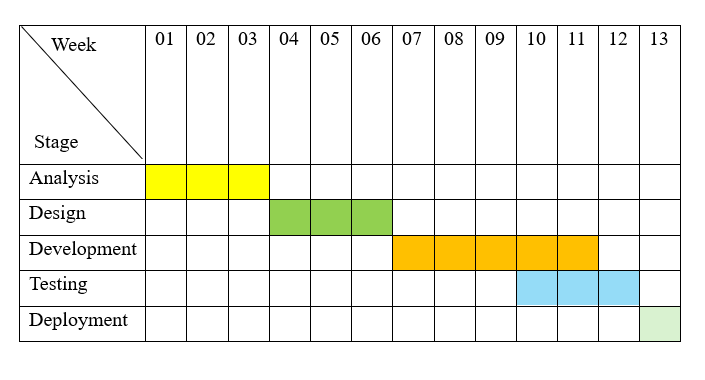 Week 01 02 03 04 05 06 07 08 09 10 11 12 13
Stage
Analysis
Design
Development
Testing
Deployment